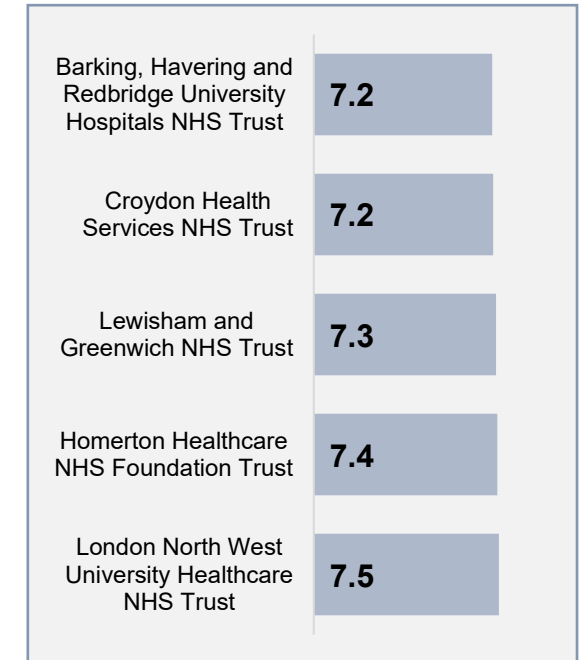 Barking, Havering and
Redbridge University
Hospitals NHS Trust
7.2
Croydon Health
Services NHS Trust
7.2
Lewisham and
Greenwich NHS Trust
7.3
Homerton Healthcare
NHS Foundation Trust
7.4
London North West
University Healthcare
NHS Trust
7.5